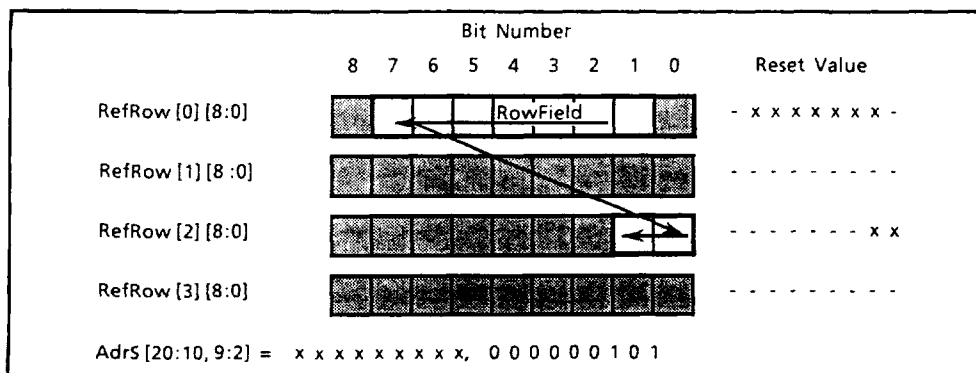 Bit Number
8 7 6 5 4 3 2 1 0 Reset Value
RefRow [0] [8:0] RowField - x x x x x x x -
RefRow [1] [8 :0] - - - - - - - - -
RefRow [2] [8:0] - - - - - - - x x
RefRow [3] [8:0] - - - - - - - - -
AdrS [20:10, 9:2] = x x x x x x x x x, 0 0 0 0 0 0 1 0 1